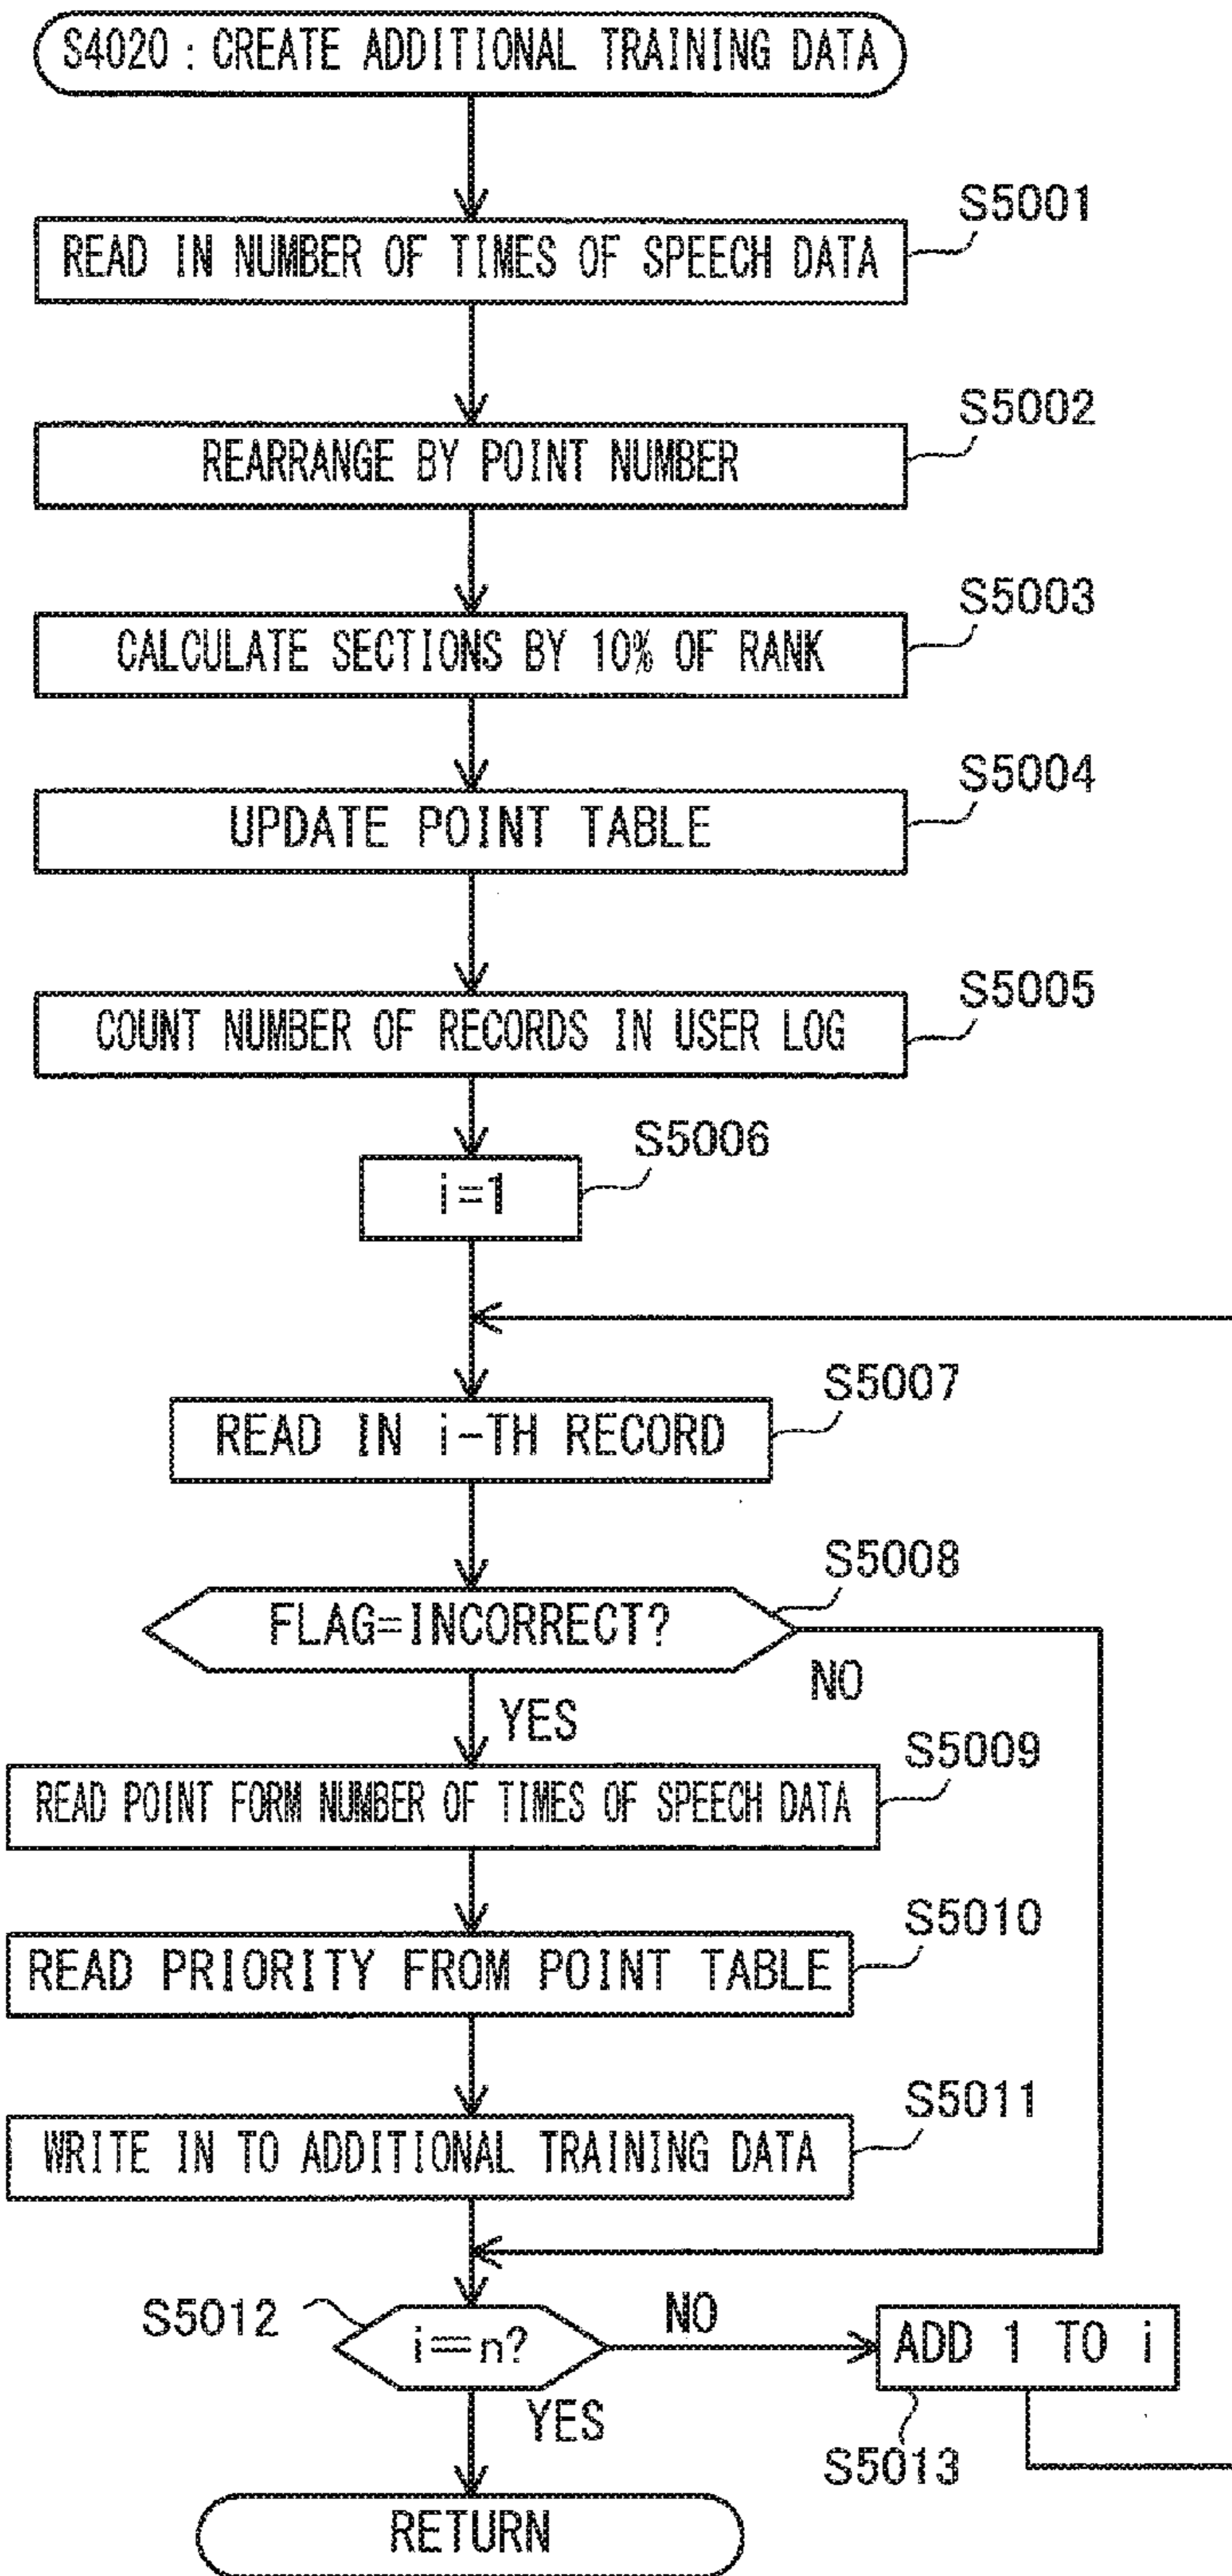 S4020 : CREATE ADDITIONAL TRAINING DATA
S5001
READ IN NUMBER OF TIMES OF SPEECH DATA
S5002
REARRANGE BY POINT NUMBER
S5003
CALCULATE SECTIONS BY 10% OF RANK
S5004
UPDATE POINT TABLE
S5005
COUNT NUMBER OF RECORDS IN USER LOG
S5006
i=1
S5007
READ IN i-TH RECORD
S5008
FLAG=INCORRECT?
NO
YES
S5009
READ POINT FORM NUMBER OF TIMES OF SPEECH DATA
S5010
READ PRIORITY FROM POINT TABLE
S5011
WRITE IN TO ADDITIONAL TRAINING DATA
S5012
i==n?
NO
ADD 1 TO i
YES
S5013
RETURN